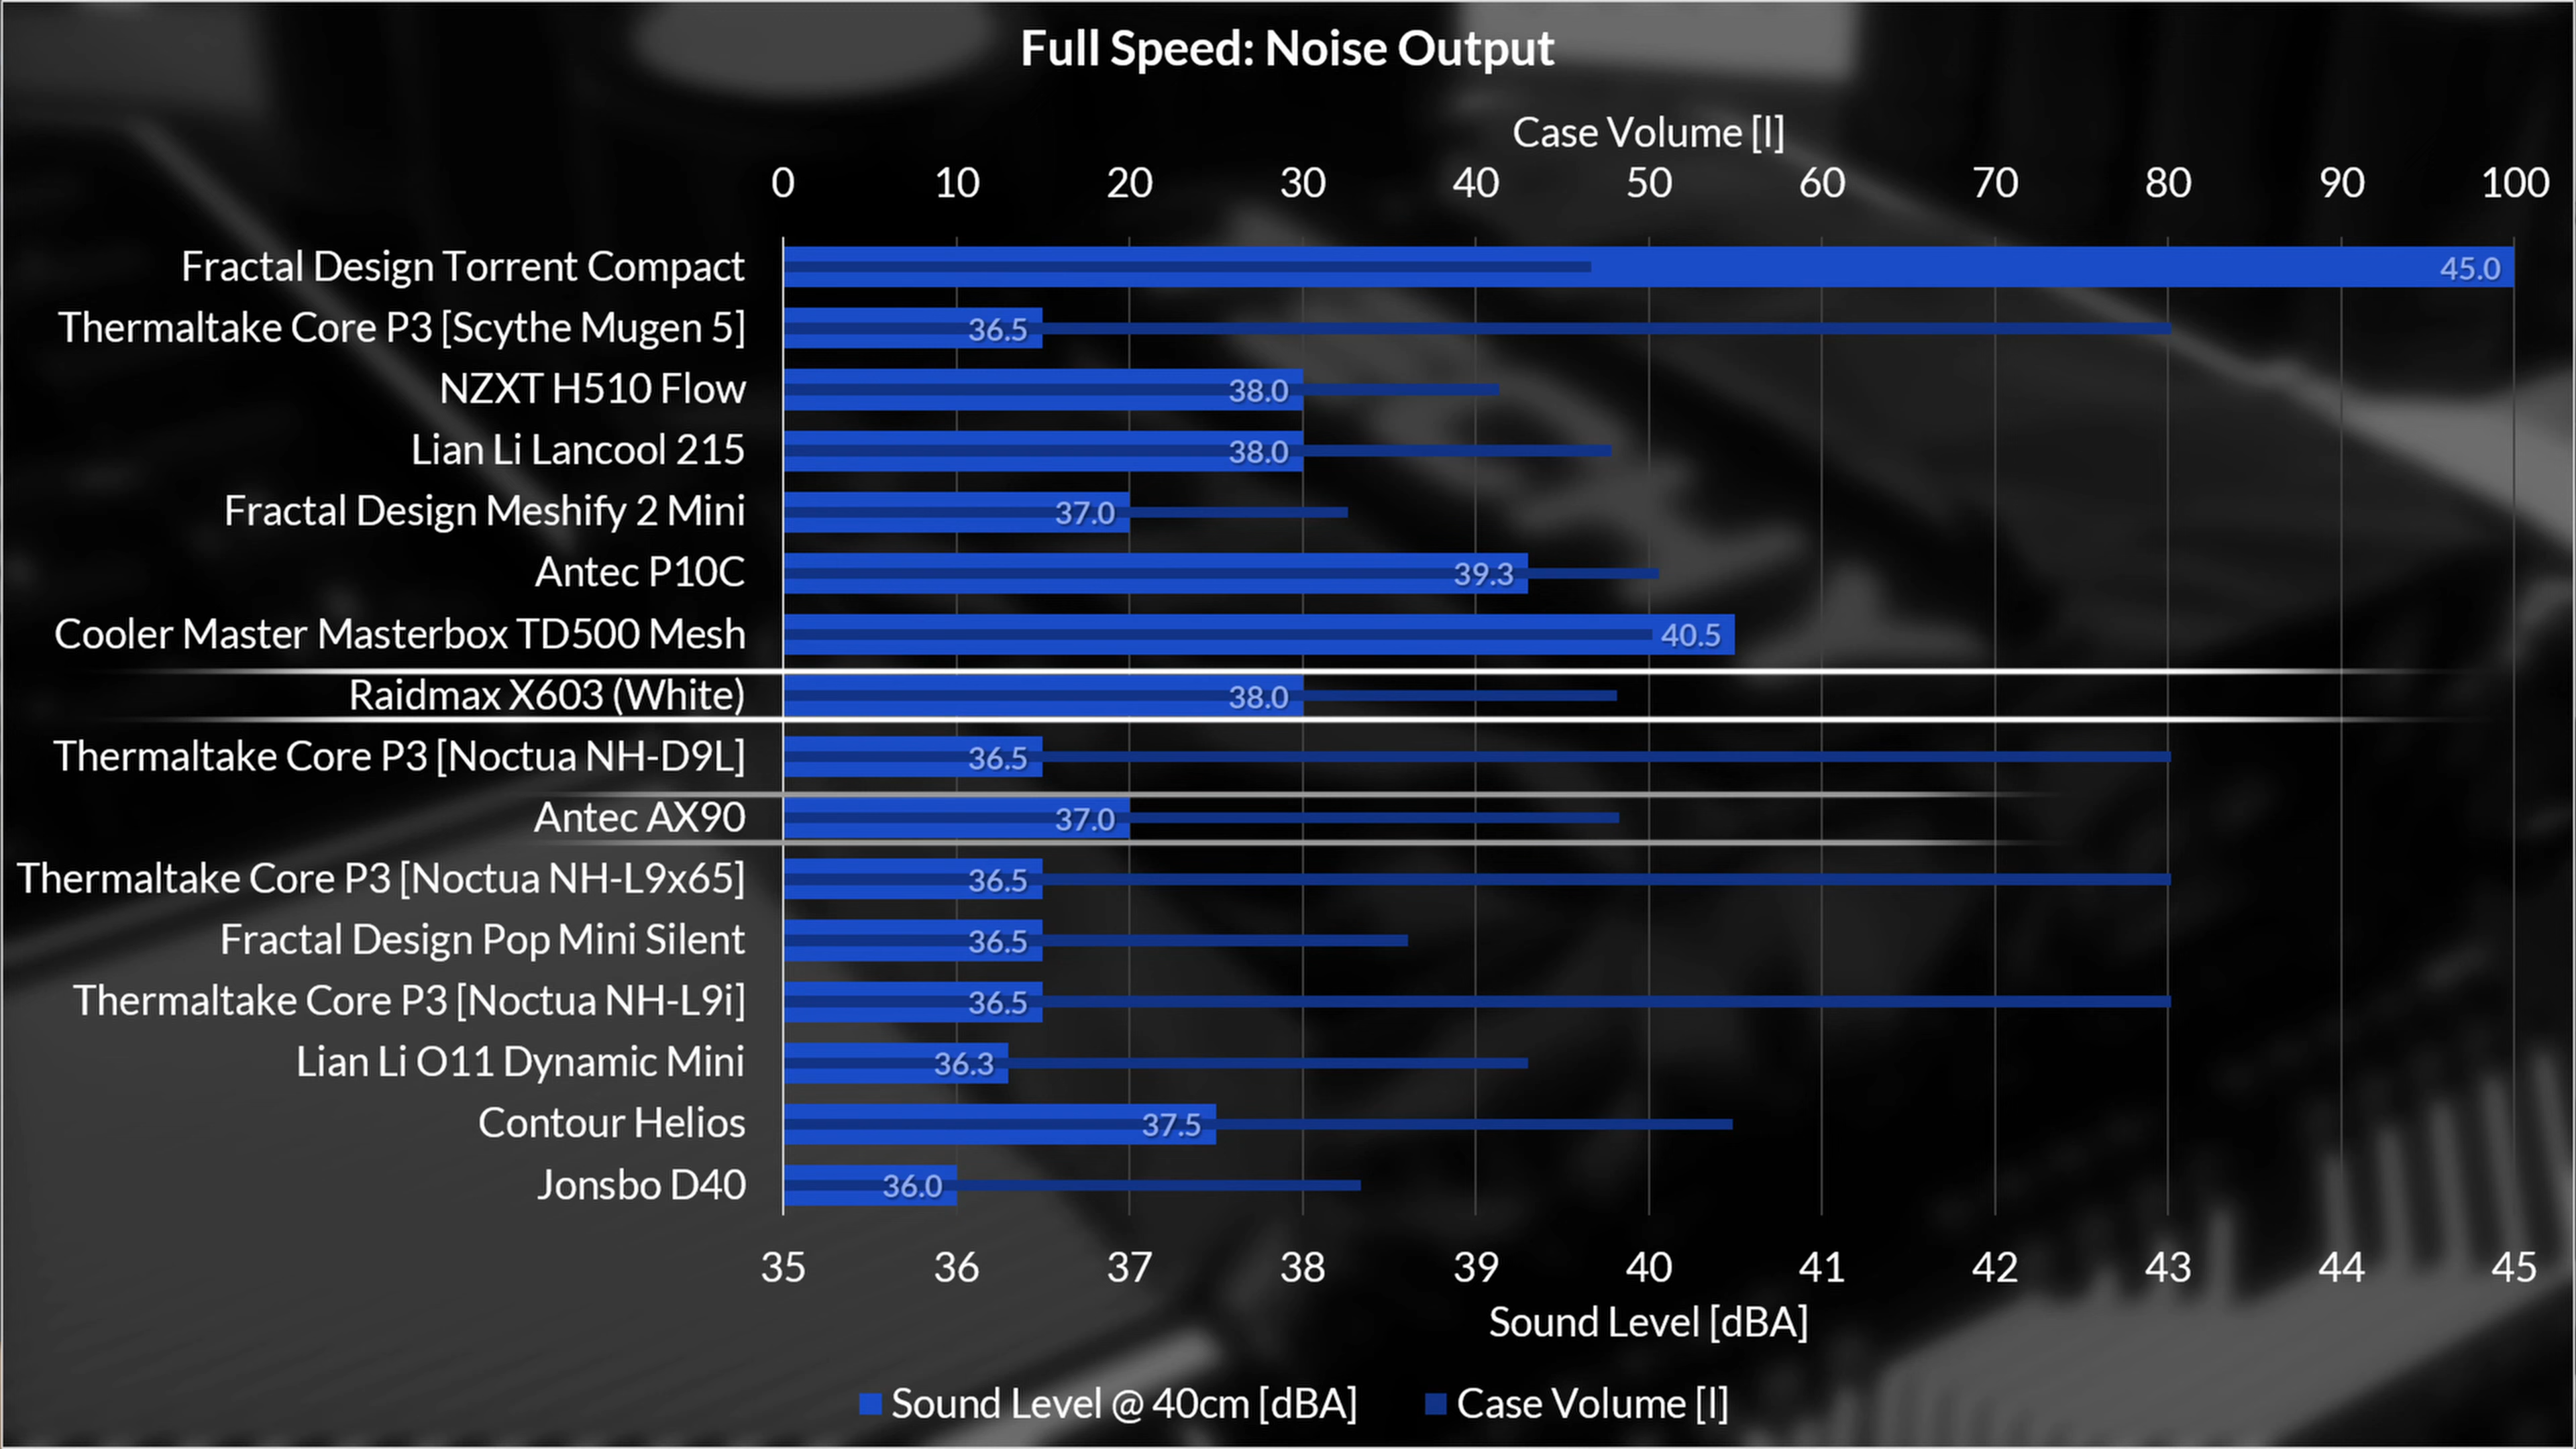 Full Speed: Noise Output
Case Volume [l]
0 10 20 30 40 50 60 70 80 90 100
Fractal Design Torrent Compact 45.0
Thermaltake Core P3 [Scythe Mugen 5] 36.5
NZXT H510 Flow 38.0
Lian Li Lancool 215 38.0
Fractal Design Meshify 2 Mini 37.0
Antec P10C 39.3
Cooler Master Masterbox TD500 Mesh 40.5
Raidmax X603 (White) 38.0
Thermaltake Core P3 [Noctua NH-D9L] 36.5
Antec AX90 37.0
Thermaltake Core P3 [Noctua NH-L9x65] 36.5
Fractal Design Pop Mini Silent 36.5
Thermaltake Core P3 [Noctua NH-L9i] 36.5
Lian Li O11 Dynamic Mini 36.3
Contour Helios 37.5
Jonsbo D40 36.0
35 36 37 38 39 40 41 42 43 44 45
Sound Level [dBA]
Sound Level @ 40cm [dBA] Case Volume [l]